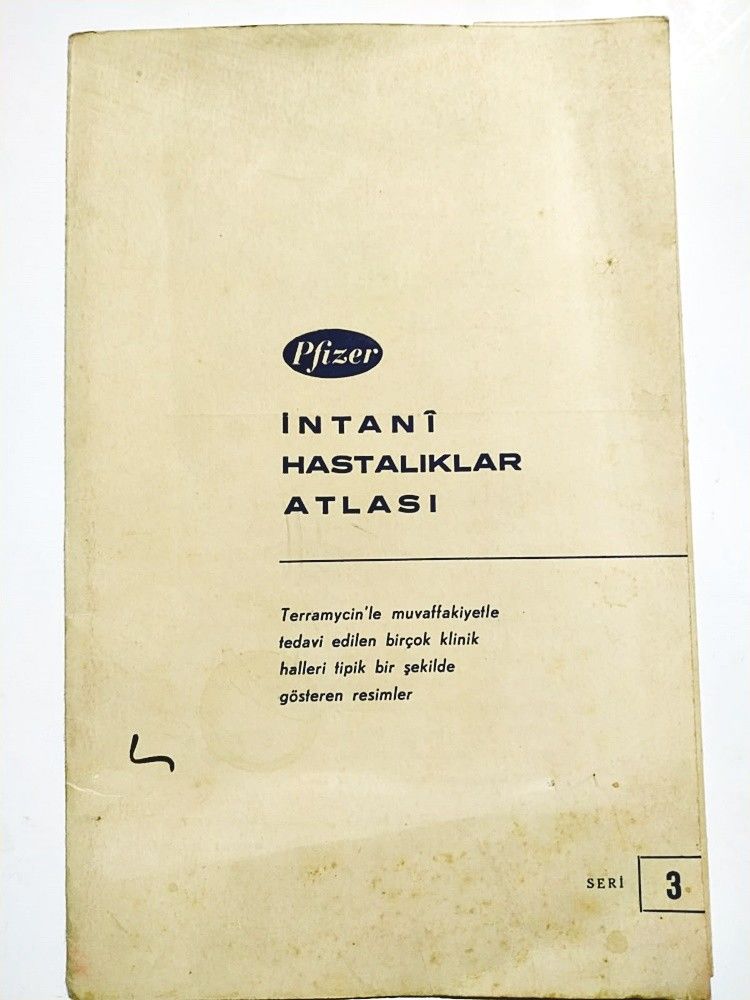 Pfizer
İNTANÎ
HASTALIKLAR
ATLASI
Terramycin'le muvaffakiyetle
tedavi edilen birçok klinik
halleri tipik bir şekilde
gösteren resimler
SERİ 3